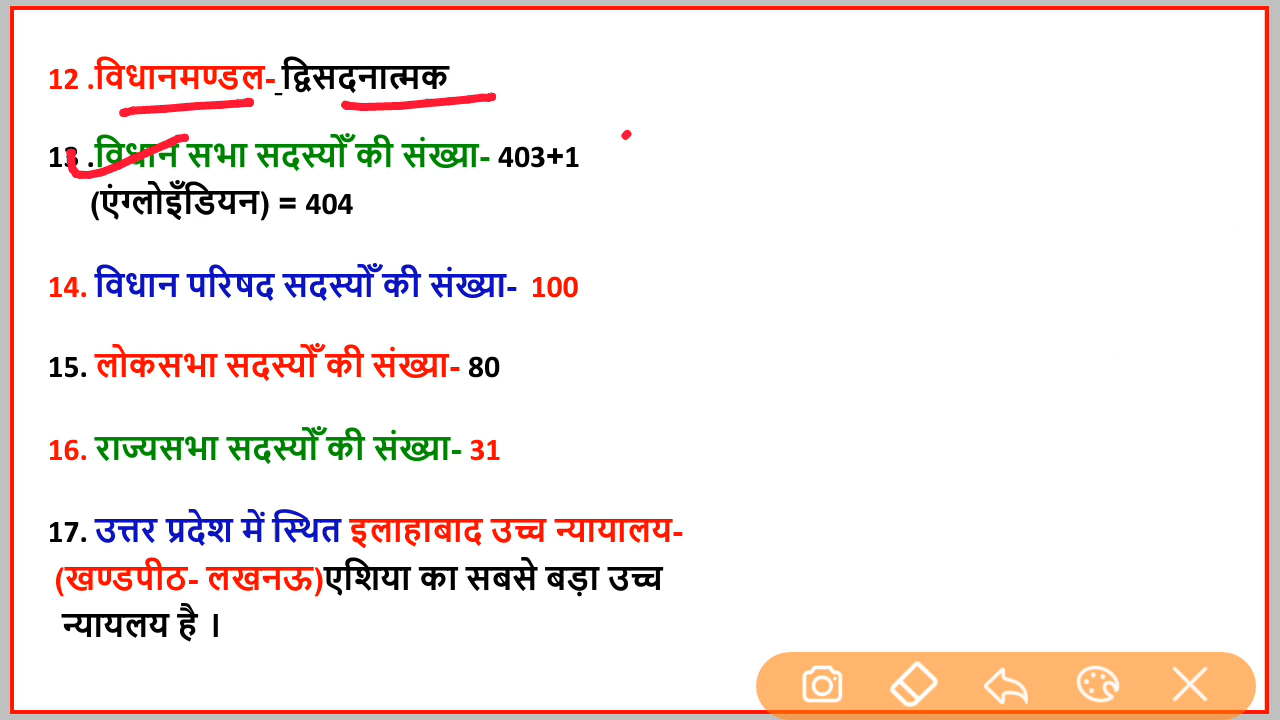 12 .विधानमण्डल- द्विसदनात्मक
13 .विधान सभा सदस्योँ की संख्या- 403+1
(एंग्लोइँडियन) = 404
14. विधान परिषद सदस्योँ की संख्या- 100
15. लोकसभा सदस्योँ की संख्या- 80
16. राज्यसभा सदस्योँ की संख्या- 31
17. उत्तर प्रदेश में स्थित इलाहाबाद उच्च न्यायालय-
(खण्डपीठ- लखनऊ)एशिया का सबसे बड़ा उच्च
न्यायलय है ।